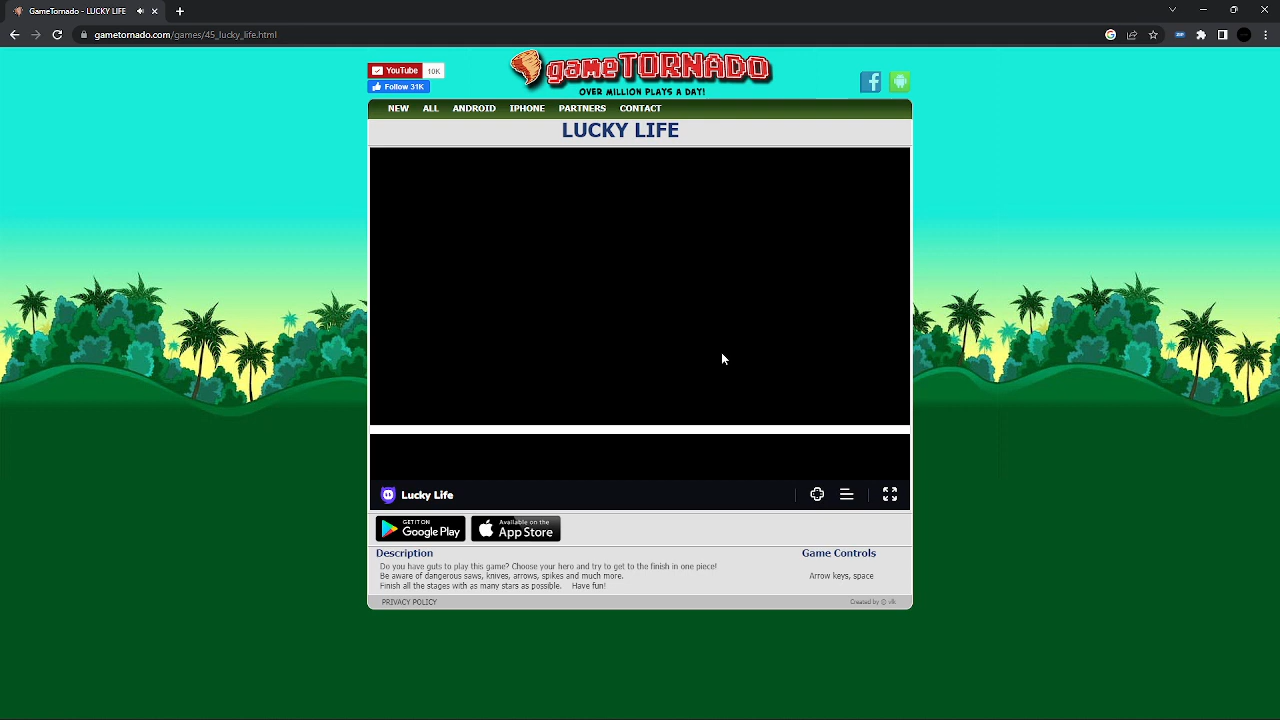 GameTornado - LUCKY LIFE
gametornado.com/games/45_lucky_life.html
YouTube 10K
Follow 31K
gameTORNADO
OVER MILLION PLAYS A DAY!
NEW ALL ANDROID IPHONE PARTNERS CONTACT
LUCKY LIFE
Lucky Life
GET IT ON
Google Play
Available on the
App Store
Description
Game Controls
Do you have guts to play this game? Choose your hero and try to get to the finish in one piece!
Be aware of dangerous saws, knives, arrows, spikes and much more.
Arrow keys, space
Finish all the stages with as many stars as possible. Have fun!
PRIVACY POLICY
Created by © vlk